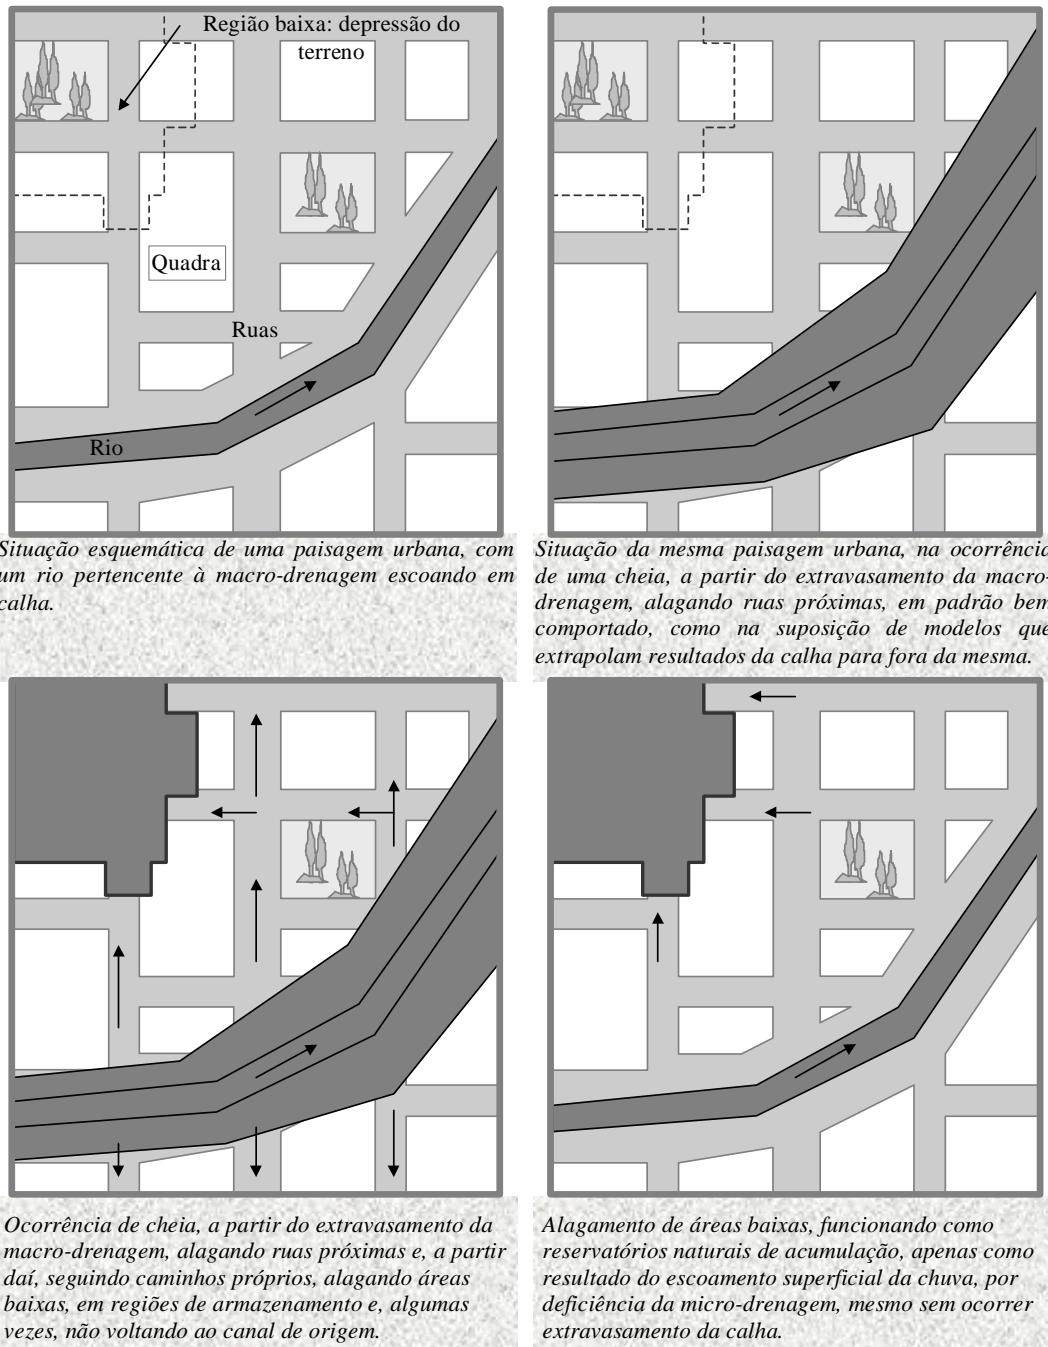 Região baixa: depressão do
terreno
Quadra
Ruas
Rio
Situação esquemática de uma paisagem urbana, com
um rio pertencente à macro-drenagem escoando em
calha.
Situação da mesma paisagem urbana, na ocorrência
de uma cheia, a partir do extravasamento da macro-
drenagem, alagando ruas próximas, em padrão bem
comportado, como na suposição de modelos que
extrapolam resultados da calha para fora da mesma.
Ocorrência de cheia, a partir do extravasamento da
macro-drenagem, alagando ruas próximas e, a partir
daí, seguindo caminhos próprios, alagando áreas
baixas, em regiões de armazenamento e, algumas
vezes, não voltando ao canal de origem.
Alagamento de áreas baixas, funcionando como
reservatórios naturais de acumulação, apenas como
resultado do escoamento superficial da chuva, por
deficiência da micro-drenagem, mesmo sem ocorrer
extravasamento da calha.